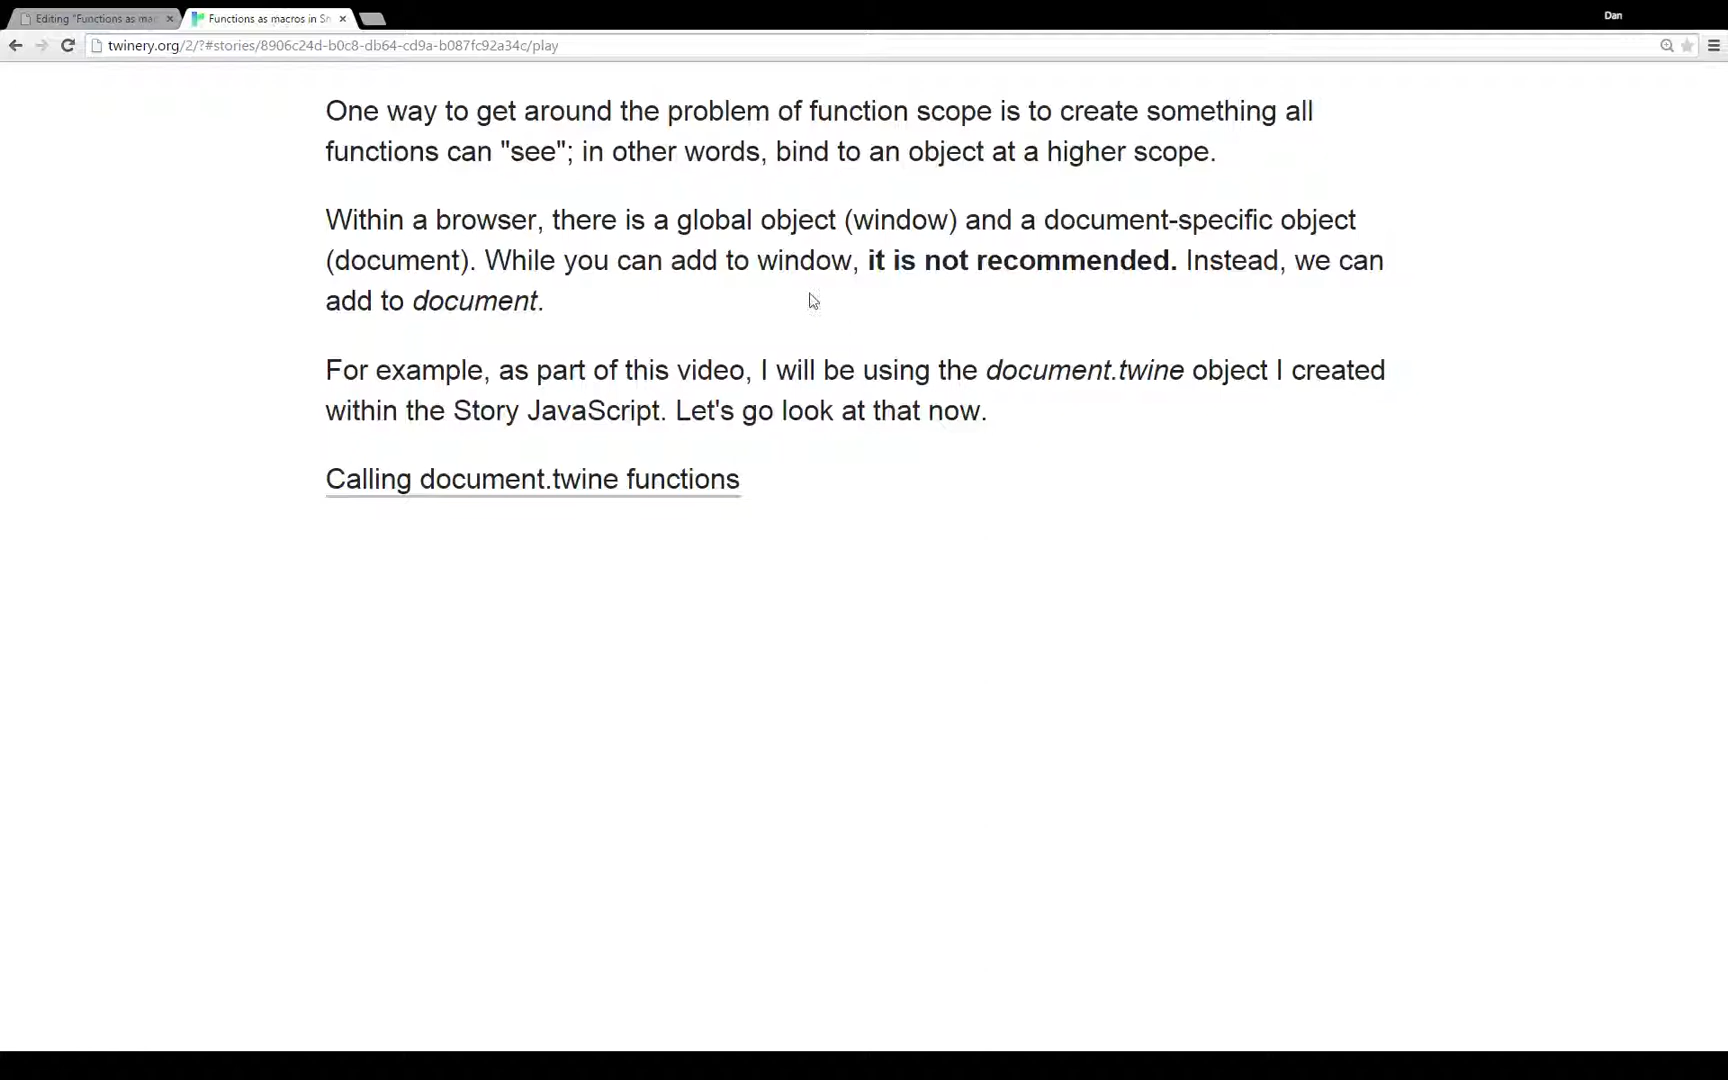 Editing "Functions as mac
Functions as macros in Sn
Dan
twinery.org/2/?#stories/8906c24d-b0c8-db64-cd9a-b087fc92a34c/play
One way to get around the problem of function scope is to create something all
functions can "see"; in other words, bind to an object at a higher scope.
Within a browser, there is a global object (window) and a document-specific object
(document). While you can add to window, it is not recommended. Instead, we can
add to document.
For example, as part of this video, I will be using the document.twine object I created
within the Story JavaScript. Let's go look at that now.
Calling document.twine functions